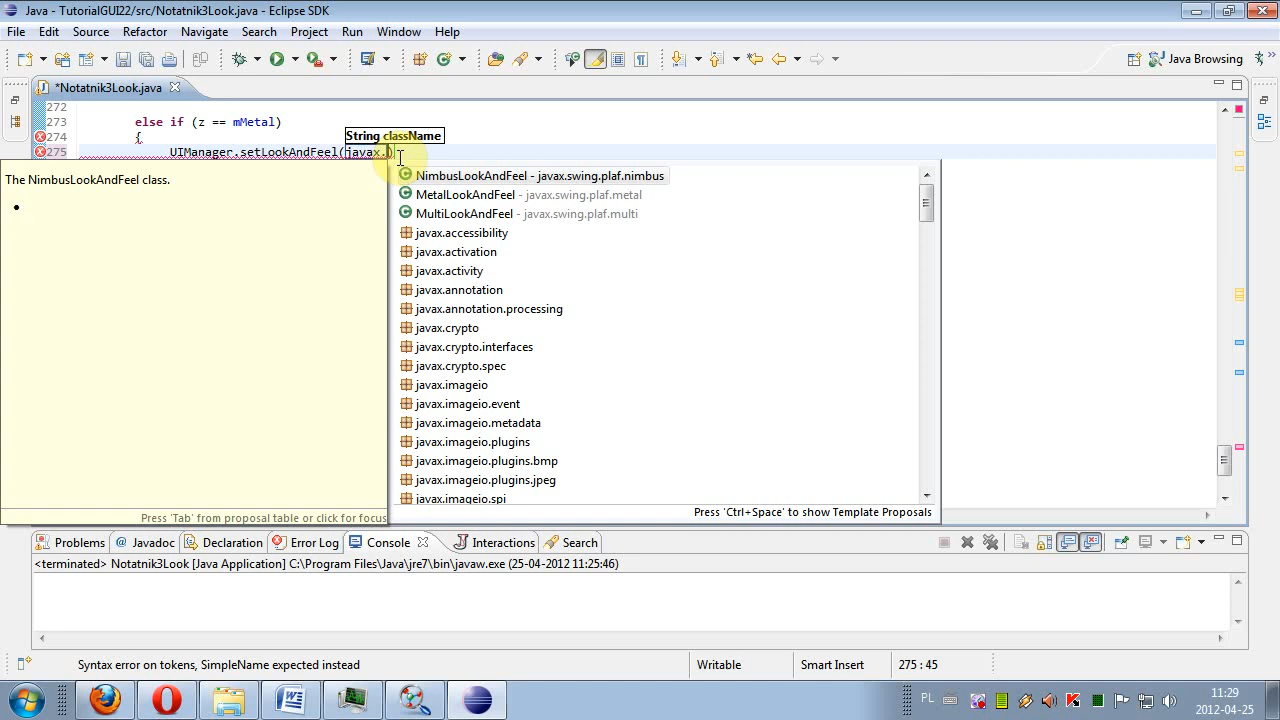 Java - TutorialGUI22/src/Notatnik3Look.java - Eclipse SDK
File Edit Source Refactor Navigate Search Project Run Window Help
Java Browsing
*Notatnik3Look.java
272
273 else if (z == mMetal)
274 {
String className
275 UIManager.setLookAndFeel(javax.)
The NimbusLookAndFeel class.
•
Press 'Tab' from proposal table or click for focus
NimbusLookAndFeel - javax.swing.plaf.nimbus
MetalLookAndFeel - javax.swing.plaf.metal
MultiLookAndFeel - javax.swing.plaf.multi
javax.accessibility
javax.activation
javax.activity
javax.annotation
javax.annotation.processing
javax.crypto
javax.crypto.interfaces
javax.crypto.spec
javax.imageio
javax.imageio.event
javax.imageio.metadata
javax.imageio.plugins
javax.imageio.plugins.bmp
javax.imageio.plugins.jpeg
javax.imageio.spi
Press 'Ctrl+Space' to show Template Proposals
Problems @ Javadoc Declaration Error Log Console Interactions Search
<terminated> Notatnik3Look [Java Application] C:\Program Files\Java\jre7\bin\javaw.exe (25-04-2012 11:25:46)
Syntax error on tokens, SimpleName expected instead Writable Smart Insert 275 : 45
PL 11:29
2012-04-25